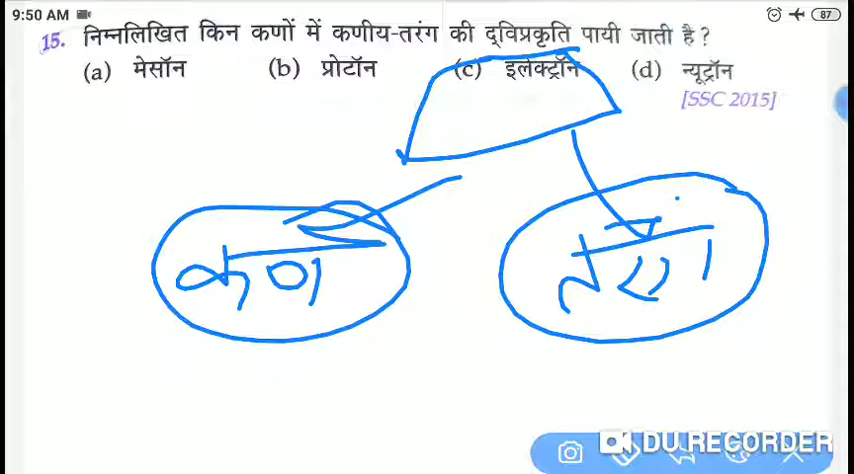 9:50 AM 87
15. निम्नलिखित किन कणों में कणीय-तरंग की द्विप्रकृति पायी जाती है ?
(a) मेसॉन (b) प्रोटॉन (c) इलेक्ट्रॉन (d) न्यूट्रॉन
[SSC 2015]
कण तरंग
DU RECORDER